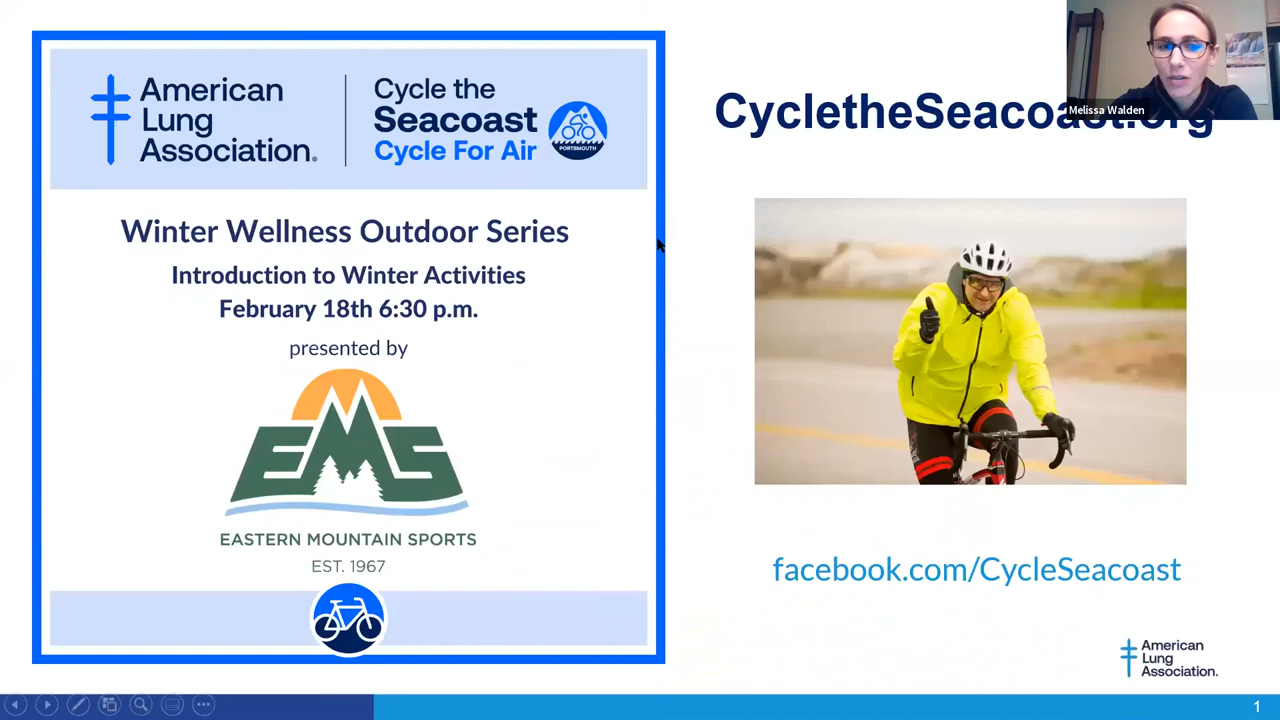 American
Lung
Association®
Cycle the
Seacoast
Cycle For Air
PORTSMOUTH
Winter Wellness Outdoor Series
Introduction to Winter Activities
February 18th 6:30 p.m.
presented by
EMS
EASTERN MOUNTAIN SPORTS
EST. 1967
CycletheSeacoast.org
Melissa Walden
facebook.com/CycleSeacoast
American
Lung
Association.
1